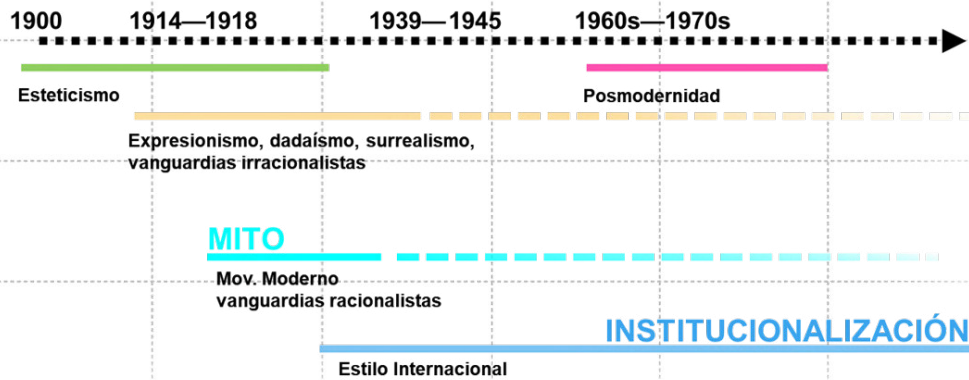 1900 1914—1918 1939—1945 1960s—1970s
Esteticismo
Posmodernidad
Expresionismo, dadaísmo, surrealismo,
vanguardias irracionalistas
MITO
Mov. Moderno
vanguardias racionalistas
INSTITUCIONALIZACIÓN
Estilo Internacional